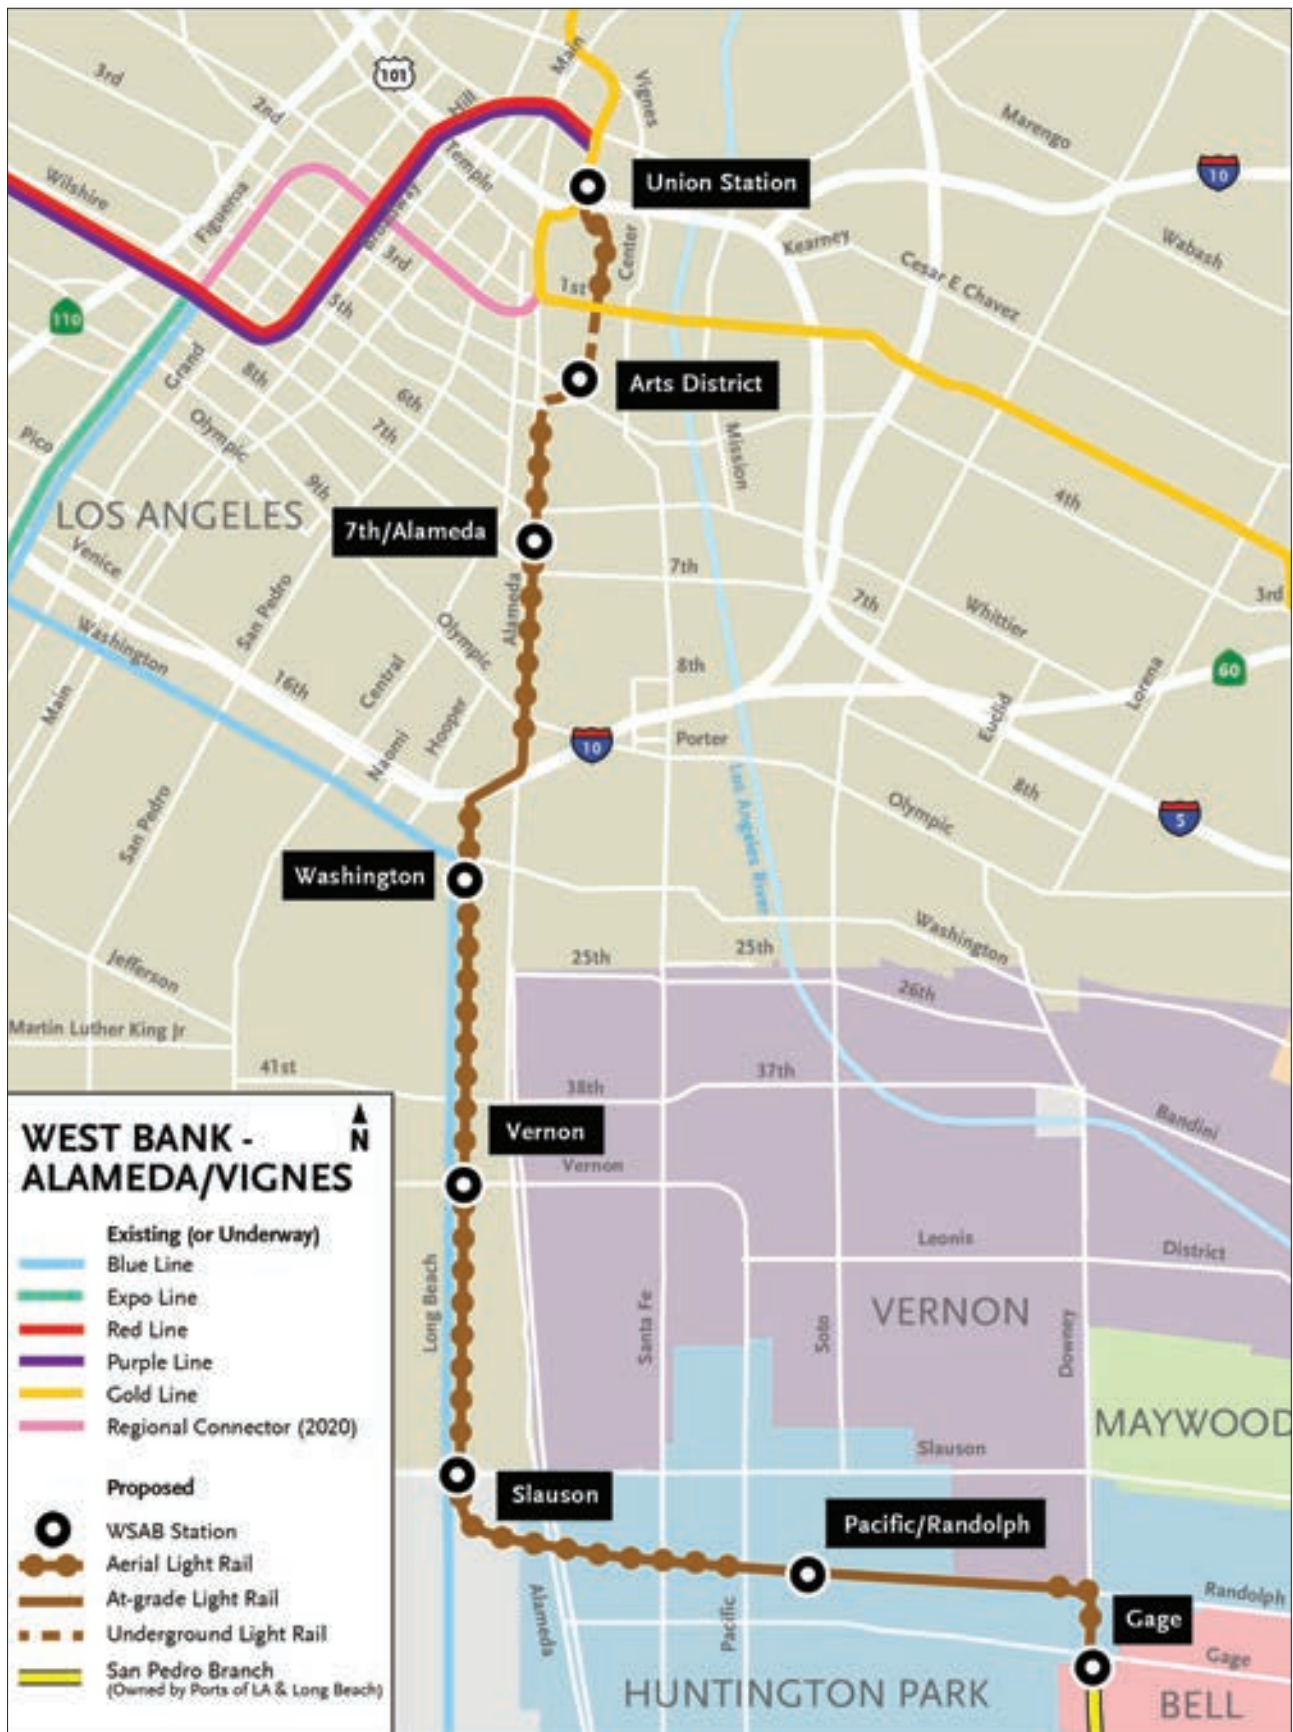 Main
101
3rd
2nd
Hill
Vignes
Marengo
10
Wilshire
Temple
Union Station
Figueroa
Broadway
3rd
Center
Kearney
Wabash
Cesar E Chavez
1st
110
5th
Grand
8th
6th
Arts District
Pico
Olympic
7th
Mission
9th
4th
LOS ANGELES
7th/Alameda
Venice
7th
Alameda
San Pedro
7th
Whittier
3rd
Washington
Olympic
16th
Central
8th
60
Main
Hooper
Euclid
Lorena
Naomi
10
Porter
8th
San Pedro
Los Angeles River
Olympic
5
Washington
Washington
Jefferson
25th
25th
26th
Martin Luther King Jr
41st
38th
37th
Bandini
Vernon
Vernon
WEST BANK -
ALAMEDA/VIGNES
N
Existing (or Underway)
Blue Line
Expo Line
Red Line
Purple Line
Gold Line
Regional Connector (2020)
Proposed
WSAB Station
Aerial Light Rail
At-grade Light Rail
Underground Light Rail
San Pedro Branch
(Owned by Ports of LA & Long Beach)
Long Beach
Santa Fe
Soto
Leonis
District
VERNON
Downey
MAYWOOD
Slauson
Slauson
Pacific/Randolph
Alameda
Pacific
Randolph
Gage
Gage
HUNTINGTON PARK
BELL